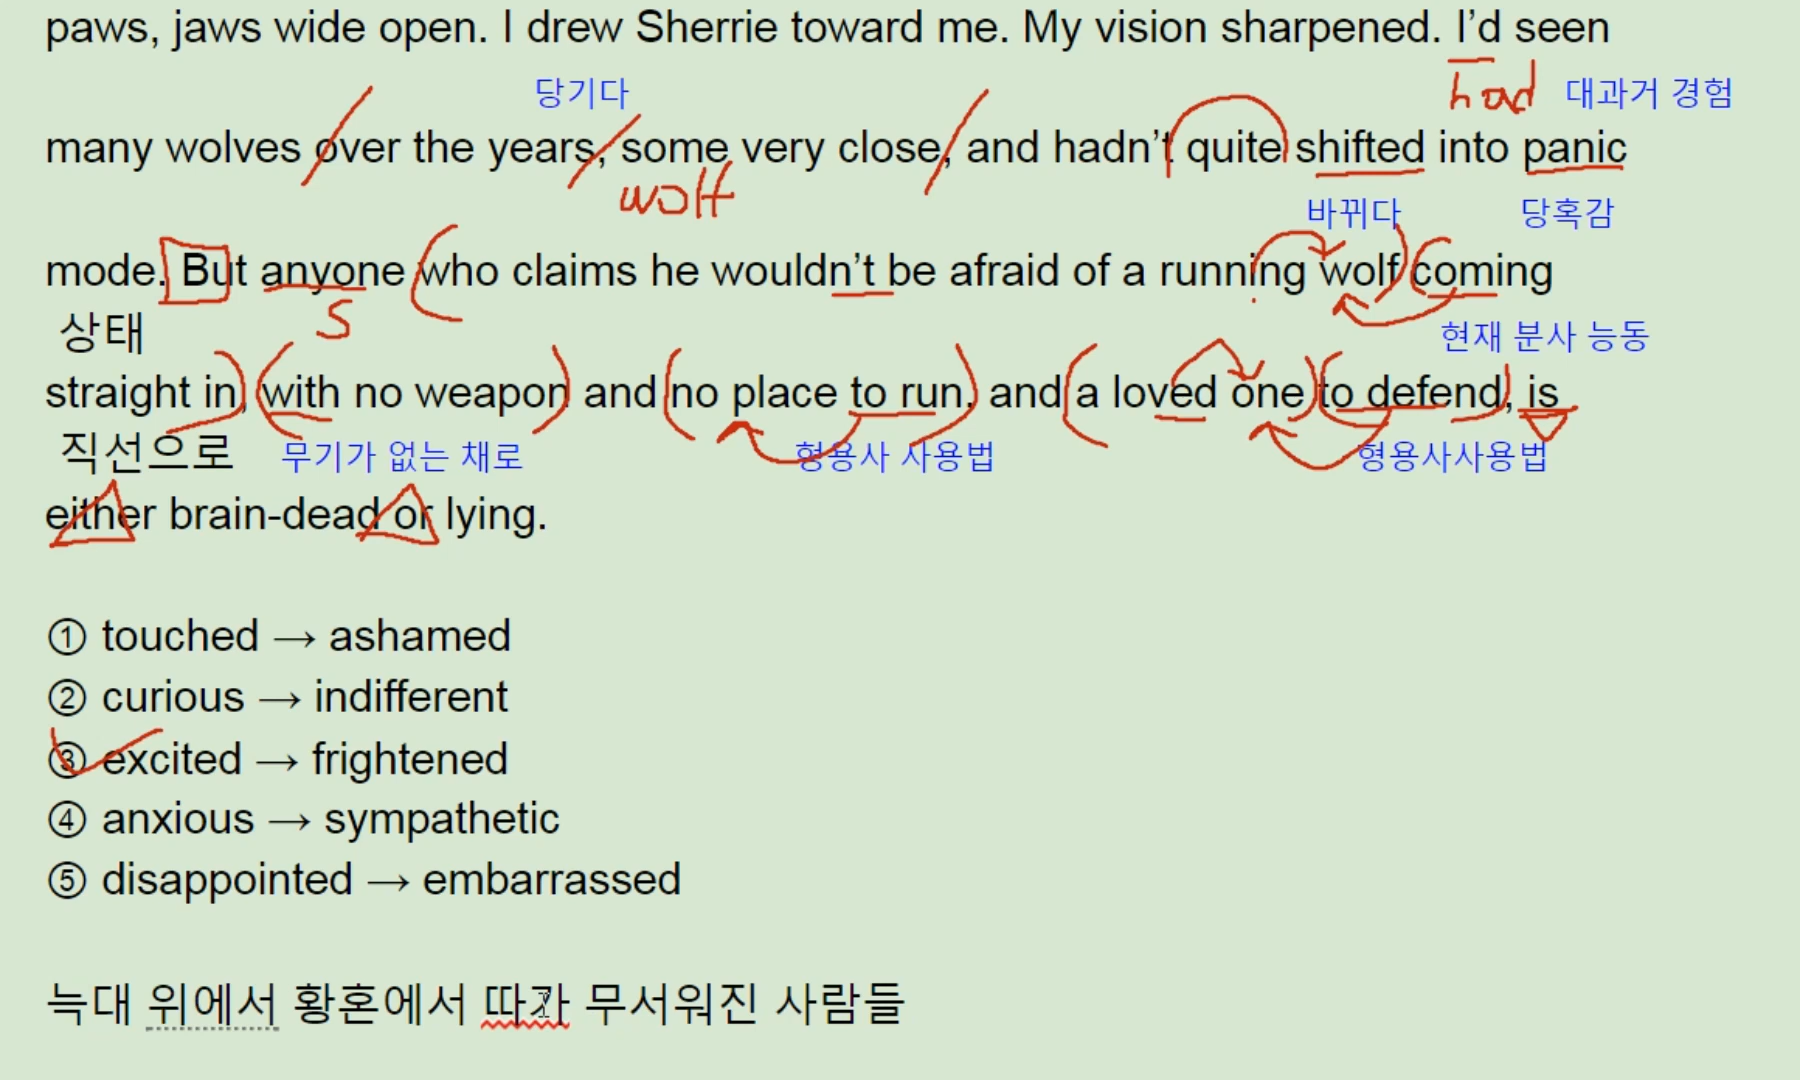 paws, jaws wide open. I drew Sherrie toward me. My vision sharpened. I’d seen
당기다 had 대과거 경험
many wolves over the years, some very close, and hadn’t quite shifted into panic
wolf 바뀌다 당혹감
mode. But anyone who claims he wouldn’t be afraid of a running wolf coming
상태 S 현재 분사 능동
straight in, with no weapon and no place to run, and a loved one to defend, is
직선으로 무기가 없는 채로 형용사 사용법 형용사사용법
either brain-dead or lying.
① touched → ashamed
② curious → indifferent
③ excited → frightened
④ anxious → sympathetic
⑤ disappointed → embarrassed
늑대 위에서 황혼에서 따가 무서워진 사람들